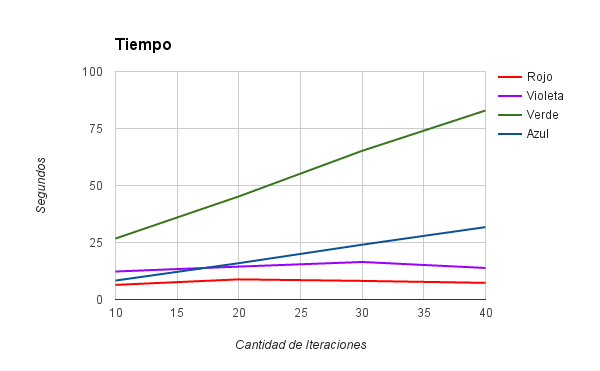 Tiempo
100
75
50
25
0
Segundos
10 15 20 25 30 35 40
Cantidad de Iteraciones
Rojo
Violeta
Verde
Azul